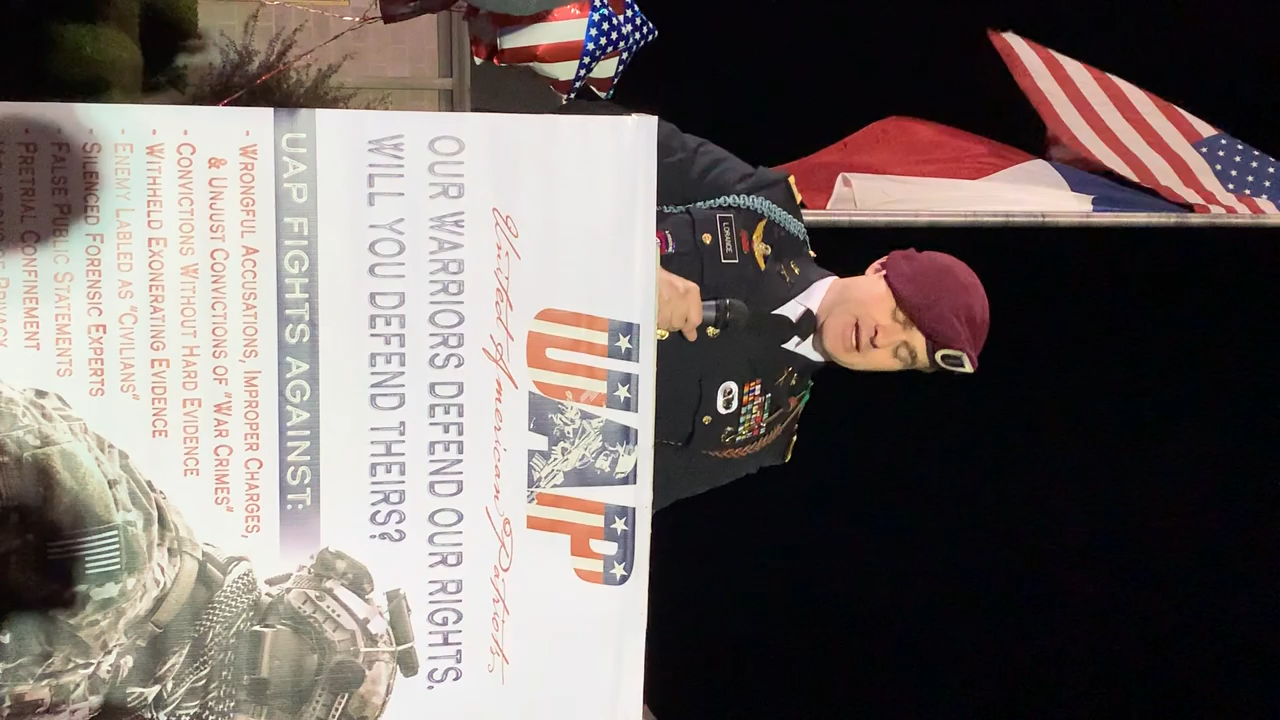 UAP
United American Patriots
OUR WARRIORS DEFEND OUR RIGHTS.
WILL YOU DEFEND THEIRS?
UAP FIGHTS AGAINST:
- WRONGFUL ACCUSATIONS, IMPROPER CHARGES,
& UNJUST CONVICTIONS OF "WAR CRIMES"
- CONVICTIONS WITHOUT HARD EVIDENCE
- WITHHELD EXONERATING EVIDENCE
- ENEMY LABLED AS "CIVILIANS"
- SILENCED FORENSIC EXPERTS
- FALSE PUBLIC STATEMENTS
- PRETRIAL CONFINEMENT
LORANCE